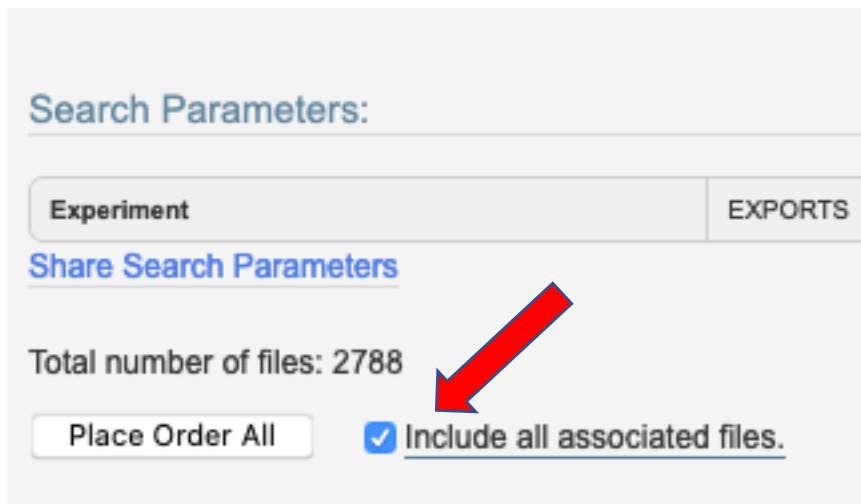 Search Parameters:
Experiment EXPORTS
Share Search Parameters
Total number of files: 2788
Place Order All Include all associated files.